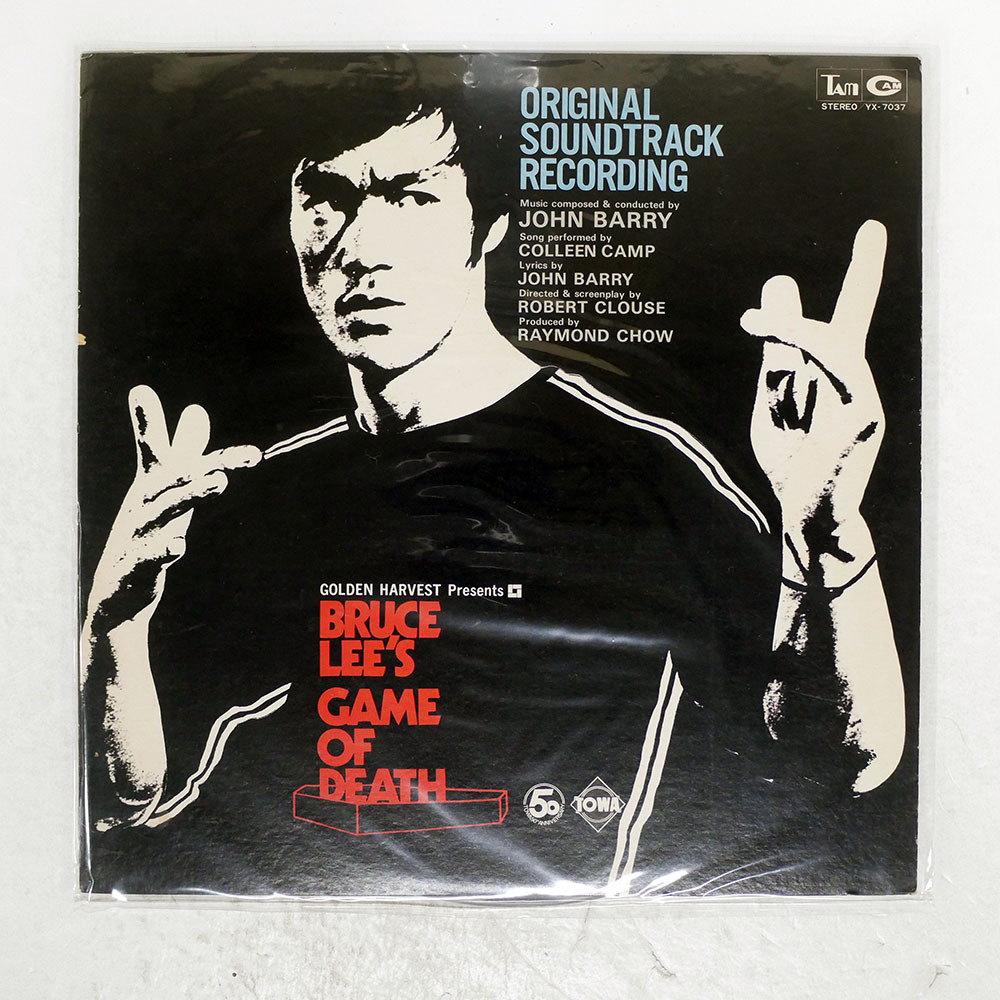 TAM CAM
STEREO YX-7037
ORIGINAL
SOUNDTRACK
RECORDING
Music composed & conducted by
JOHN BARRY
Song performed by
COLLEEN CAMP
Lyrics by
JOHN BARRY
Directed & screenplay by
ROBERT CLOUSE
Produced by
RAYMOND CHOW
GOLDEN HARVEST Presents
BRUCE
LEE'S
GAME
OF
DEATH
50
TOWA